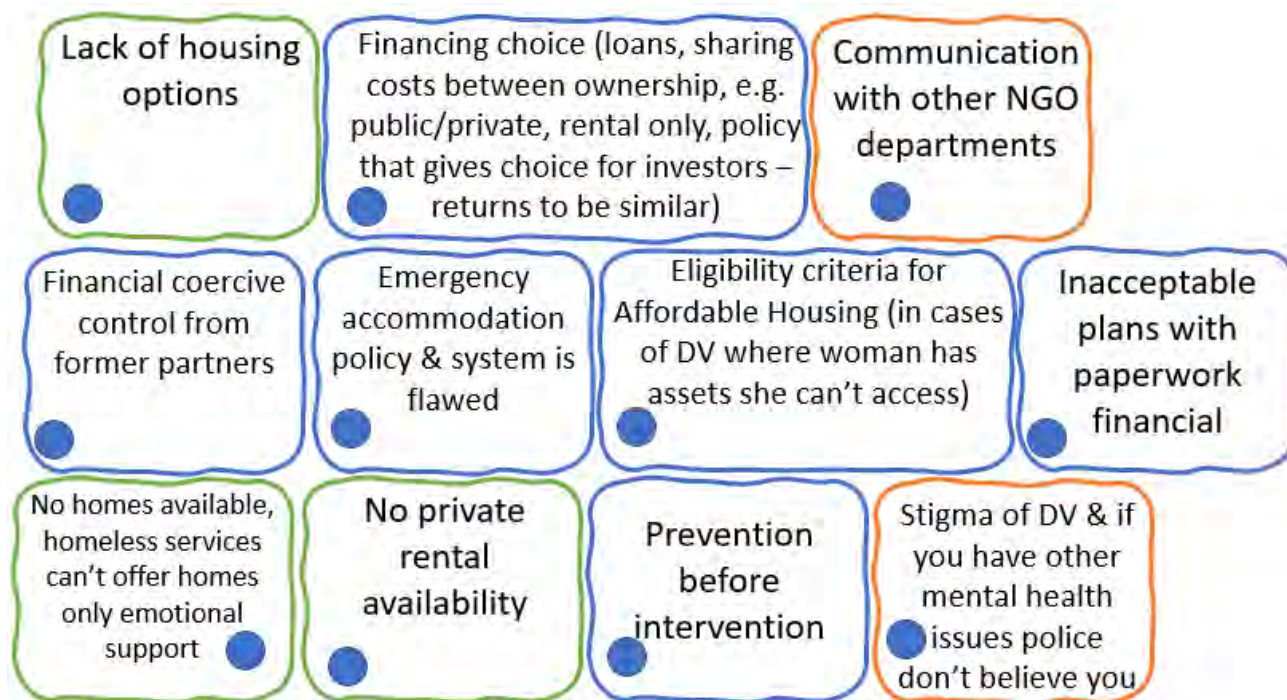 Lack of housing
options
Financing choice (loans, sharing
costs between ownership, e.g.
public/private, rental only, policy
that gives choice for investors –
returns to be similar)
Communication
with other NGO
departments
Financial coercive
control from
former partners
Emergency
accommodation
policy & system is
flawed
Eligibility criteria for
Affordable Housing (in cases
of DV where woman has
assets she can't access)
Inacceptable
plans with
paperwork
financial
No homes available,
homeless services
can't offer homes
only emotional
support
No private
rental
availability
Prevention
before
intervention
Stigma of DV & if
you have other
mental health
issues police
don't believe you